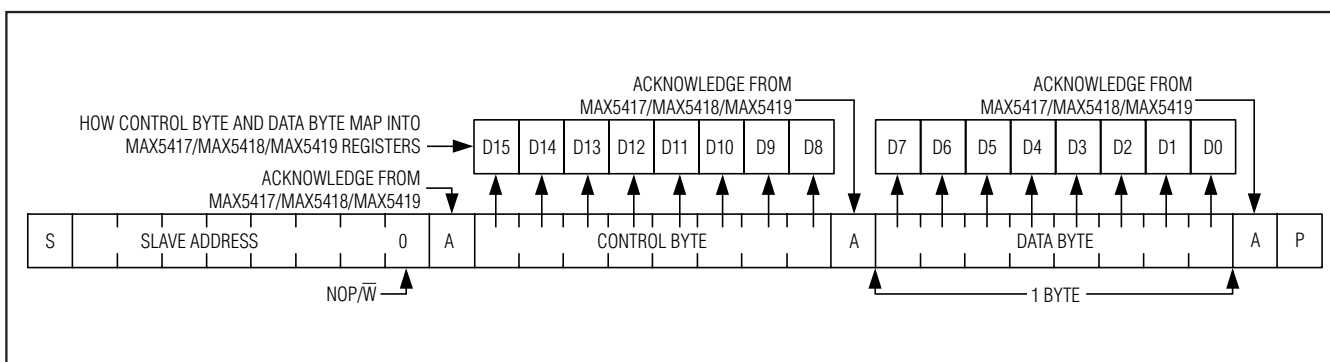 ACKNOWLEDGE FROM
MAX5417/MAX5418/MAX5419
ACKNOWLEDGE FROM
MAX5417/MAX5418/MAX5419
HOW CONTROL BYTE AND DATA BYTE MAP INTO
MAX5417/MAX5418/MAX5419 REGISTERS
D15 D14 D13 D12 D11 D10 D9 D8 D7 D6 D5 D4 D3 D2 D1 D0
ACKNOWLEDGE FROM
MAX5417/MAX5418/MAX5419
S SLAVE ADDRESS 0 A CONTROL BYTE A DATA BYTE A P
NOP/W̅
1 BYTE